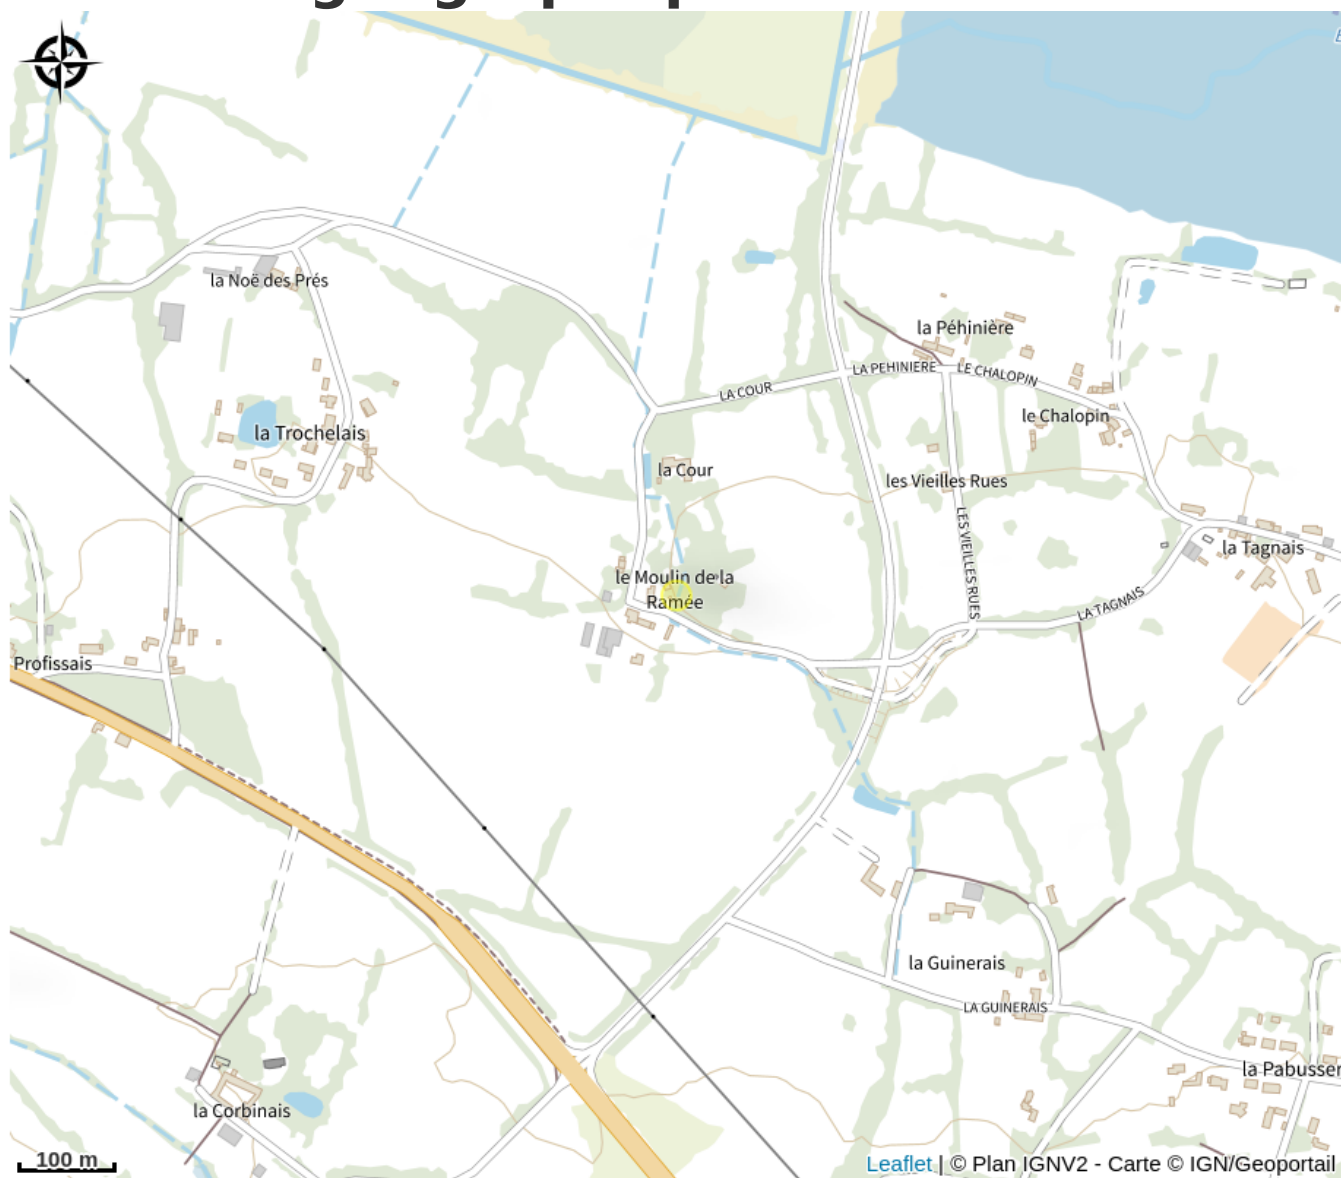 la Noë des Prés
la Péhinière
LA PEHINIERE
LE CHALOPIN
LA COUR
le Chalopin
la Trochelais
la Cour
les Vieilles Rues
LES VIEILLES RUES
la Tagnais
le Moulin de la
Ramée
LA TAGNAIS
Profissais
la Guinerais
LA GUINERAIS
la Pabusser
la Corbinais
100 m
Leaflet | © Plan IGNV2 - Carte © IGN/Geoportail